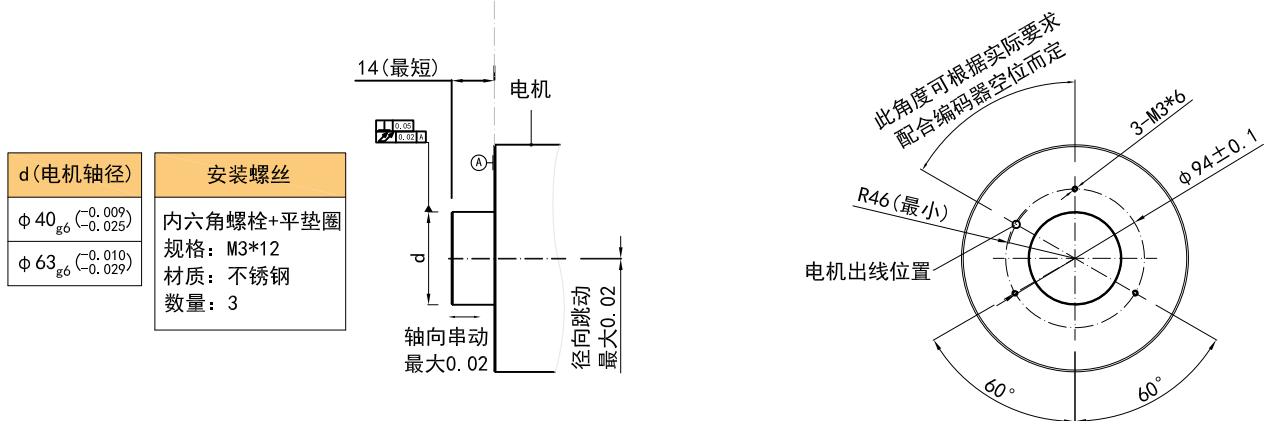 d(电机轴径)
φ40g6(-0.009 -0.025)
φ63g6(-0.010 -0.029)
安装螺丝
内六角螺栓+平垫圈
规格: M3*12
材质: 不锈钢
数量: 3
14(最短)
电机
0.05
0.02 A
A
d
轴向串动
最大0.02
径向跳动
最大0.02
此角度可根据实际要求
配合编码器空位而定
3-M3*6
φ94±0.1
R46(最小)
电机出线位置
60°
60°